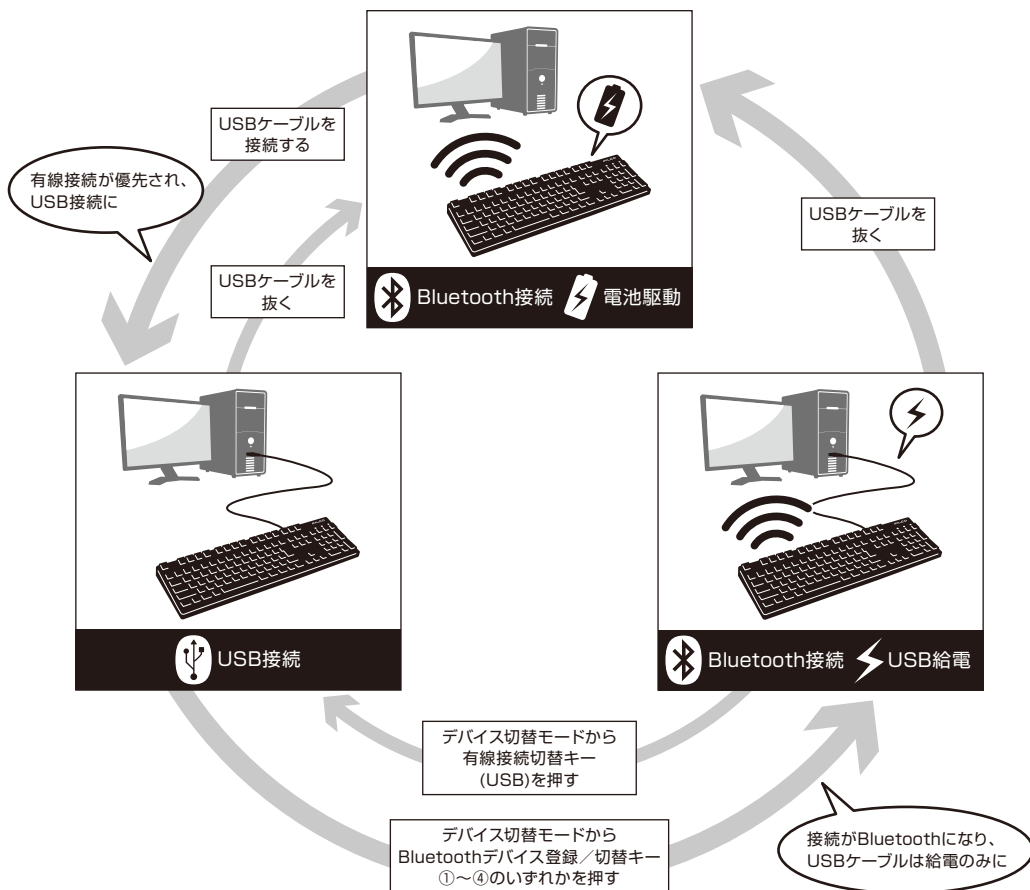 USBケーブルを
接続する
有線接続が優先され、
USB接続に
USBケーブルを
抜く
USBケーブルを
抜く
Bluetooth接続 電池駆動
USB接続
Bluetooth接続 USB給電
デバイス切替モードから
有線接続切替キー
(USB)を押す
デバイス切替モードから
Bluetoothデバイス登録／切替キー
①～④のいずれかを押す
接続がBluetoothになり、
USBケーブルは給電のみに